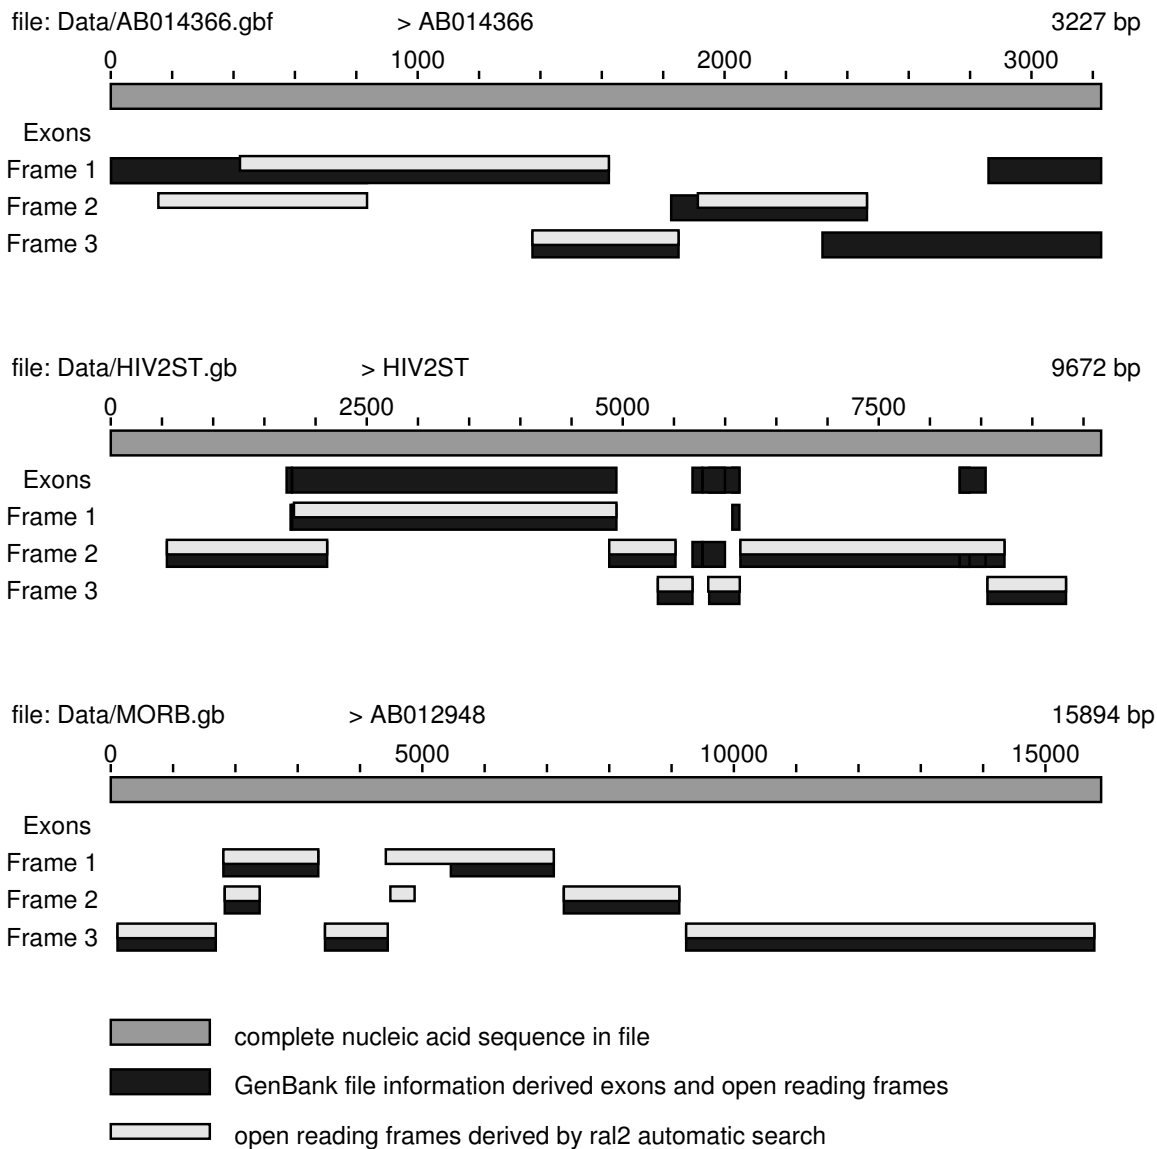 file: Data/AB014366.gbf > AB014366 3227 bp
0 1000 2000 3000
Exons
Frame 1
Frame 2
Frame 3
file: Data/HIV2ST.gb > HIV2ST 9672 bp
0 2500 5000 7500
Exons
Frame 1
Frame 2
Frame 3
file: Data/MORB.gb > AB012948 15894 bp
0 5000 10000 15000
Exons
Frame 1
Frame 2
Frame 3
complete nucleic acid sequence in file
GenBank file information derived exons and open reading frames
open reading frames derived by ral2 automatic search